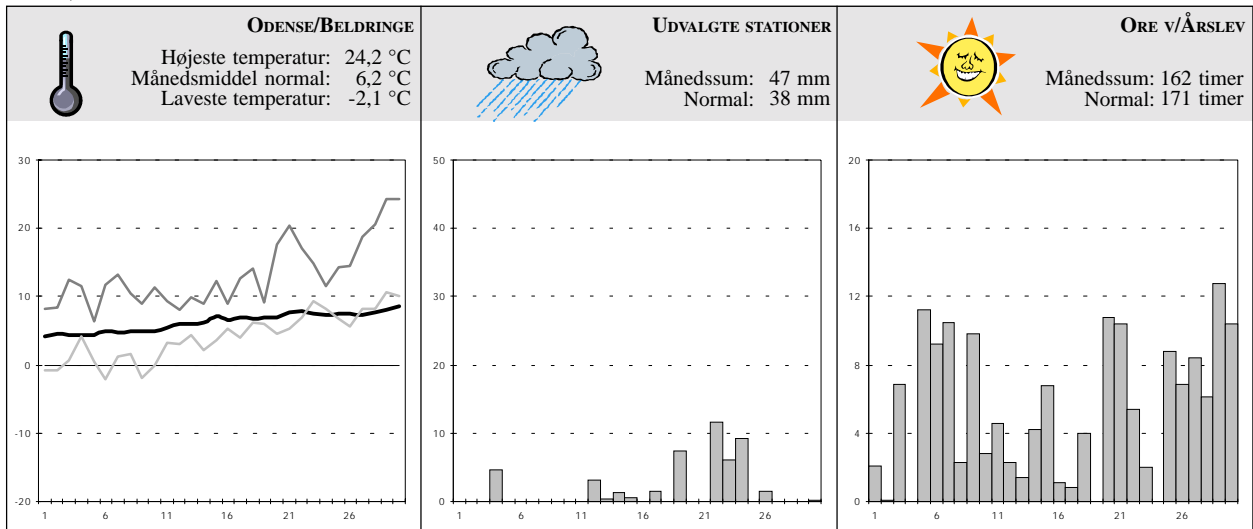 ODENSE/BELDRINGE
Højeste temperatur: 24,2 °C
Månedsmiddel normal: 6,2 °C
Laveste temperatur: -2,1 °C
UDVALGTE STATIONER
Månedssum: 47 mm
Normal: 38 mm
ORE V/ÅRSLEV
Månedssum: 162 timer
Normal: 171 timer
30
20
10
0
-10
-20
1 6 11 16 21 26
50
40
30
20
10
0
1 6 11 16 21 26
20
16
12
8
4
0
1 6 11 16 21 26